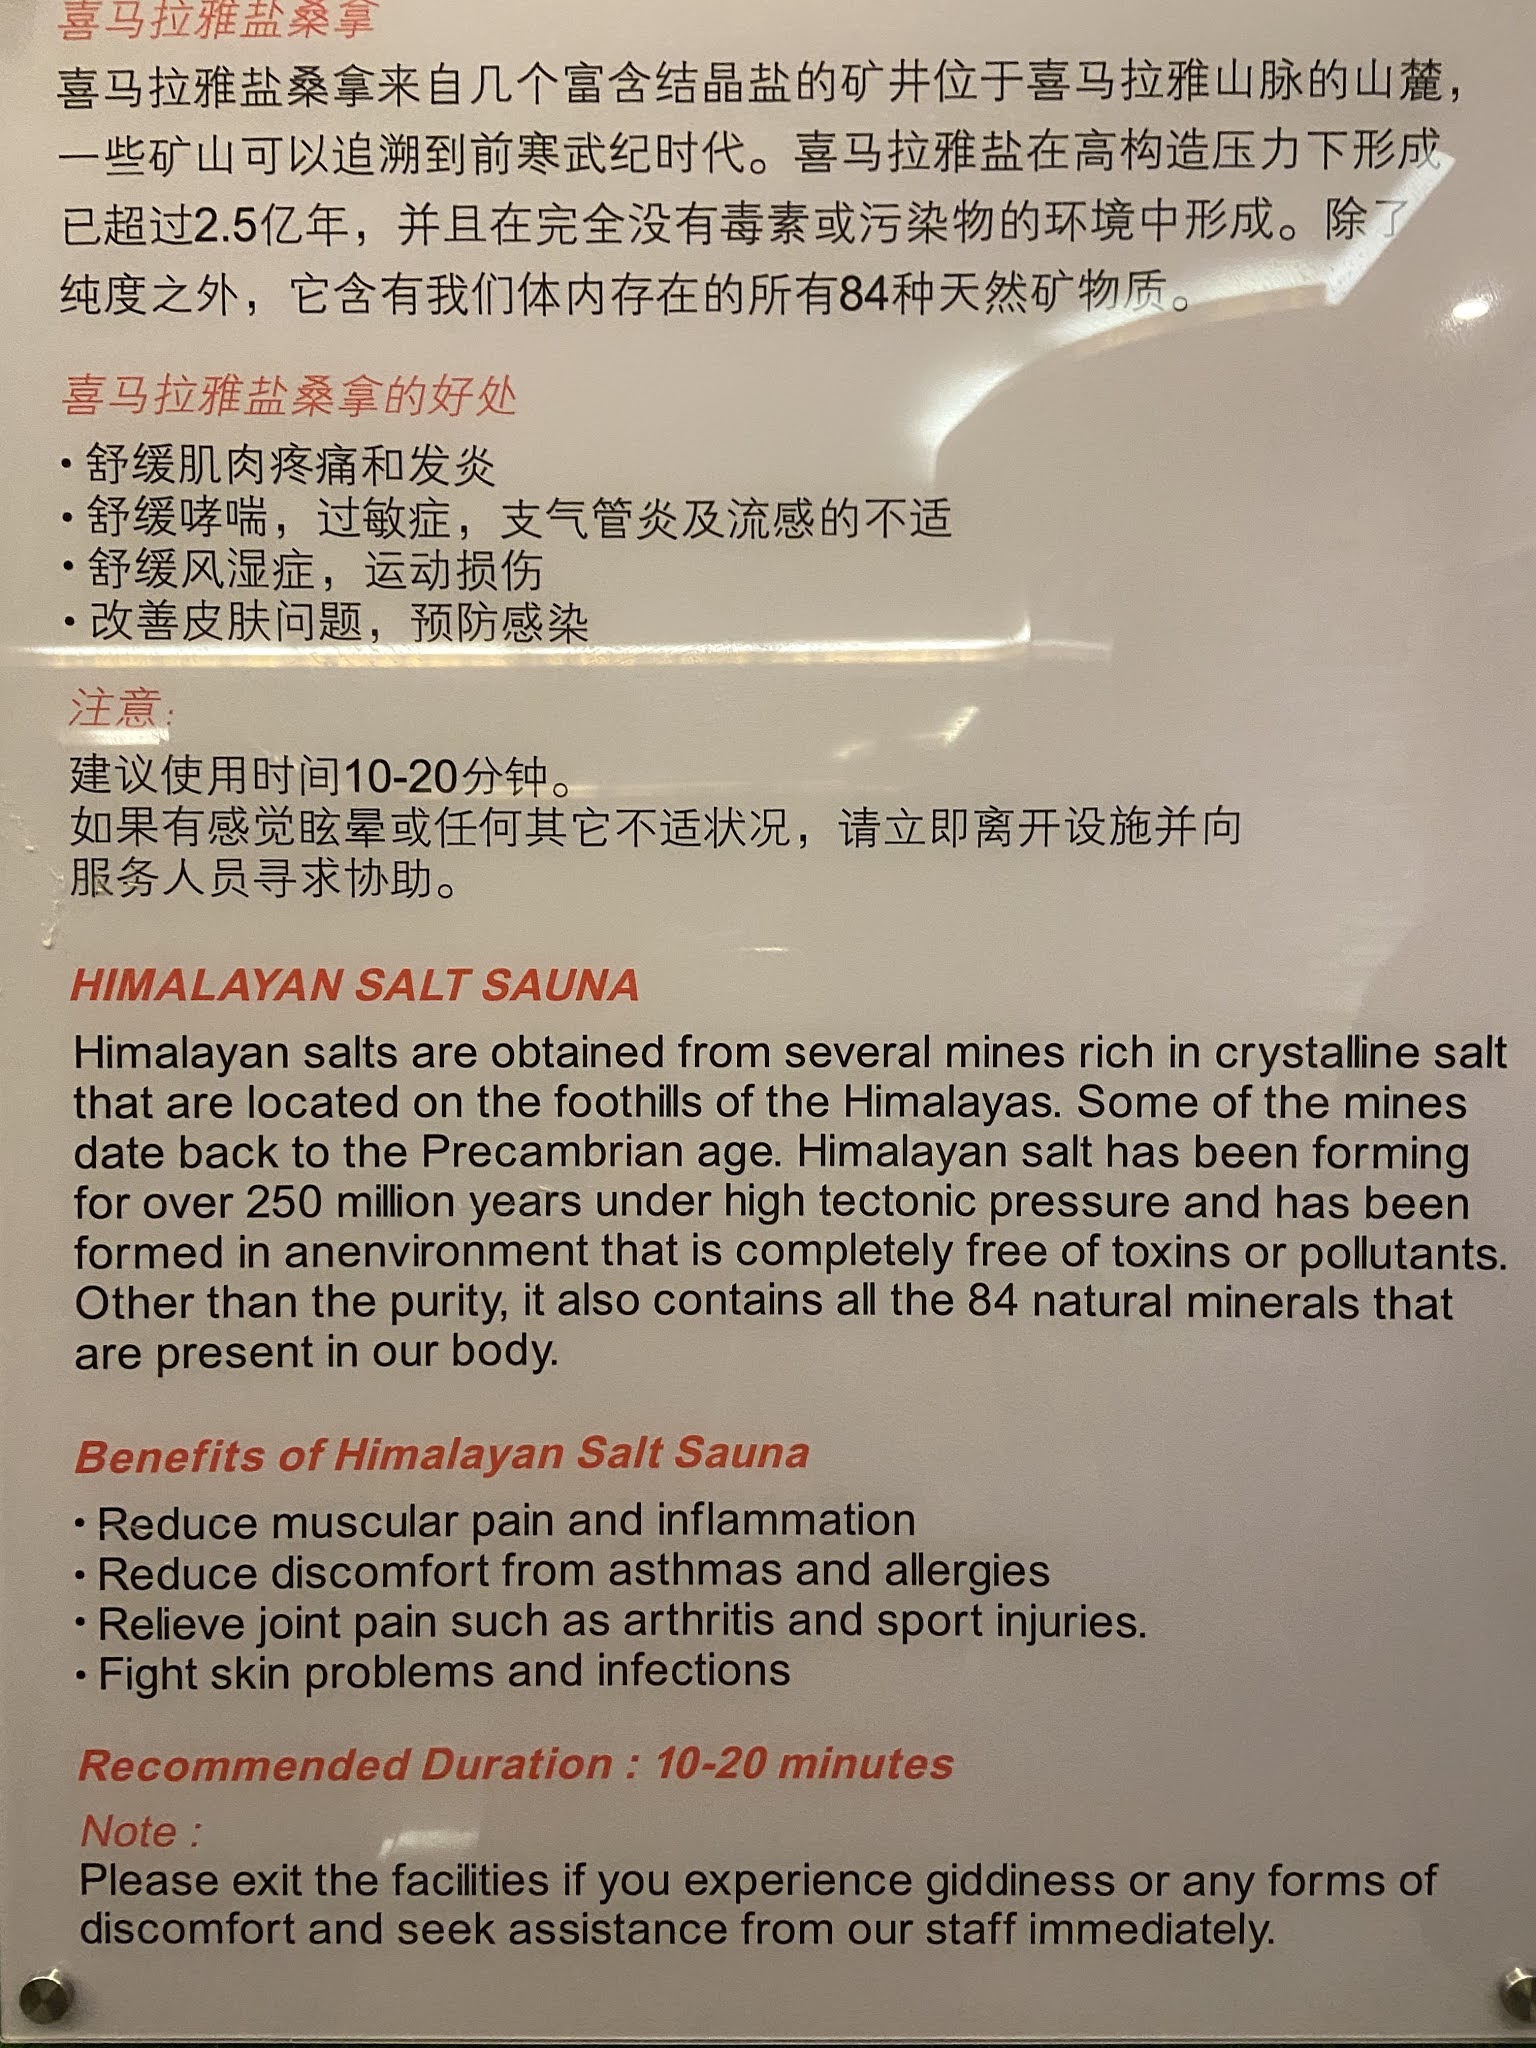 喜马拉雅盐桑拿
喜马拉雅盐桑拿来自几个富含结晶盐的矿井位于喜马拉雅山脉的山麓，
一些矿山可以追溯到前寒武纪时代。喜马拉雅盐在高构造压力下形成
已超过2.5亿年，并且在完全没有毒素或污染物的环境中形成。除了
纯度之外，它含有我们体内存在的所有84种天然矿物质。
喜马拉雅盐桑拿的好处
• 舒缓肌肉疼痛和发炎
• 舒缓哮喘，过敏症，支气管炎及流感的不适
• 舒缓风湿症，运动损伤
• 改善皮肤问题，预防感染
注意:
建议使用时间10-20分钟。
如果有感觉眩晕或任何其它不适状况，请立即离开设施并向
服务人员寻求协助。
HIMALAYAN SALT SAUNA
Himalayan salts are obtained from several mines rich in crystalline salt
that are located on the foothills of the Himalayas. Some of the mines
date back to the Precambrian age. Himalayan salt has been forming
for over 250 million years under high tectonic pressure and has been
formed in anenvironment that is completely free of toxins or pollutants.
Other than the purity, it also contains all the 84 natural minerals that
are present in our body.
Benefits of Himalayan Salt Sauna
• Reduce muscular pain and inflammation
• Reduce discomfort from asthmas and allergies
• Relieve joint pain such as arthritis and sport injuries.
• Fight skin problems and infections
Recommended Duration : 10-20 minutes
Note :
Please exit the facilities if you experience giddiness or any forms of
discomfort and seek assistance from our staff immediately.